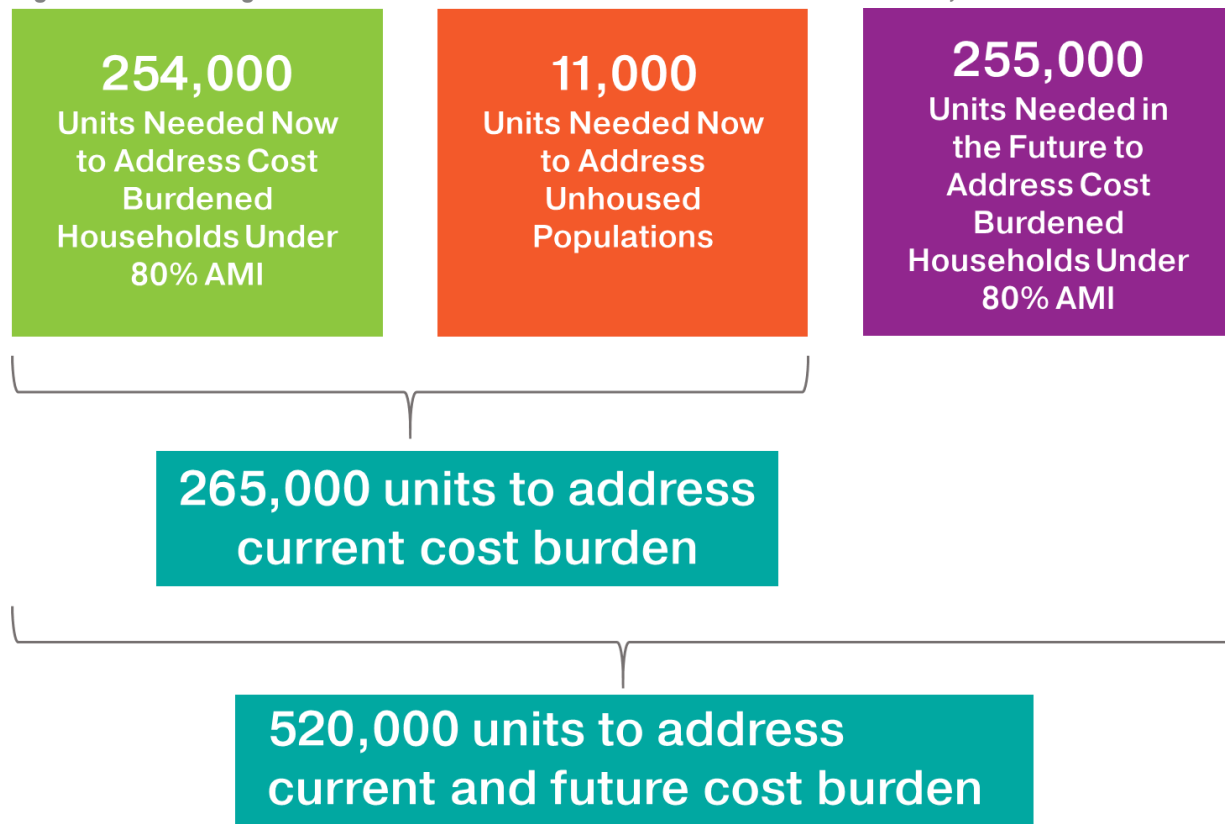 254,000
Units Needed Now
to Address Cost
Burdened
Households Under
80% AMI
11,000
Units Needed Now
to Address
Unhoused
Populations
255,000
Units Needed in
the Future to
Address Cost
Burdened
Households Under
80% AMI
265,000 units to address
current cost burden
520,000 units to address
current and future cost burden